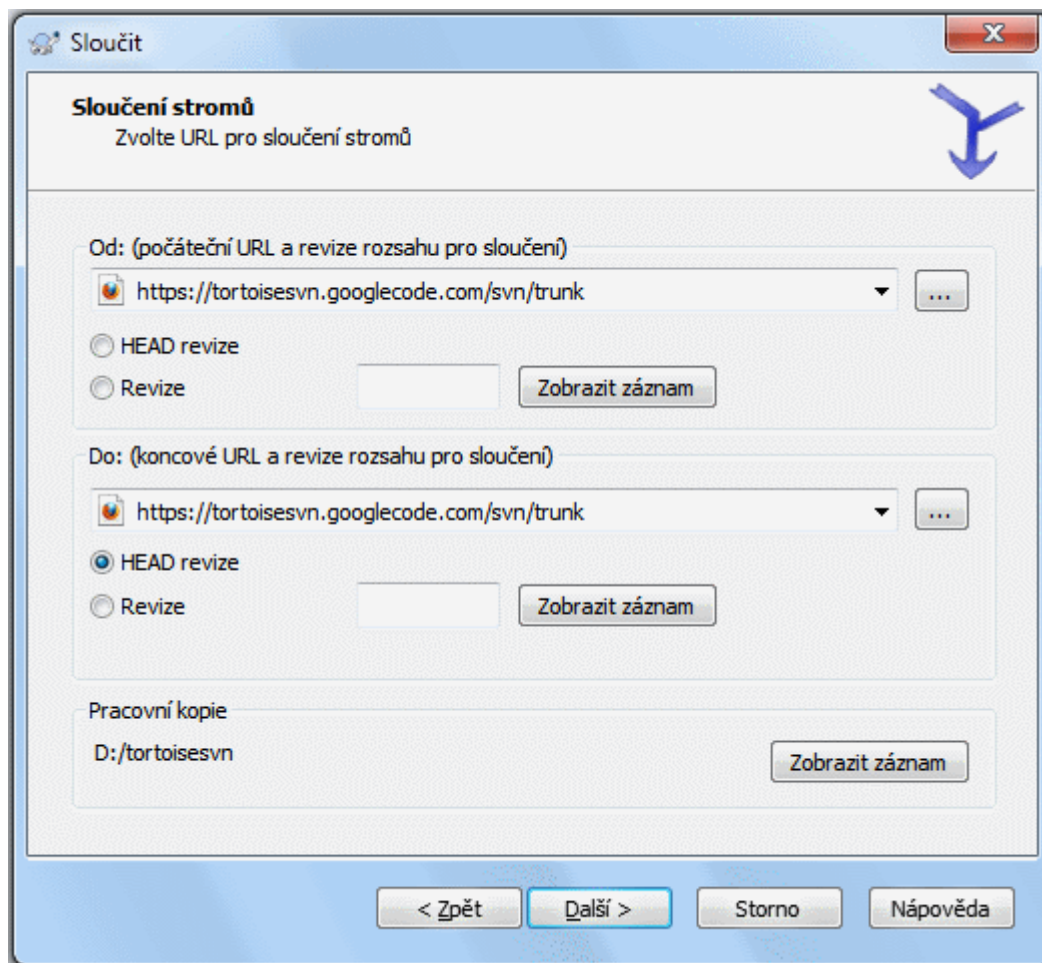 Sloučit
Sloučení stromů
Zvolte URL pro sloučení stromů
Od: (počáteční URL a revize rozsahu pro sloučení)
https://tortoisesvn.googlecode.com/svn/trunk ...
HEAD revize
Revize Zobrazit záznam
Do: (koncové URL a revize rozsahu pro sloučení)
https://tortoisesvn.googlecode.com/svn/trunk ...
HEAD revize
Revize Zobrazit záznam
Pracovní kopie
D:/tortoisesvn Zobrazit záznam
< Zpět Další > Storno Nápověda